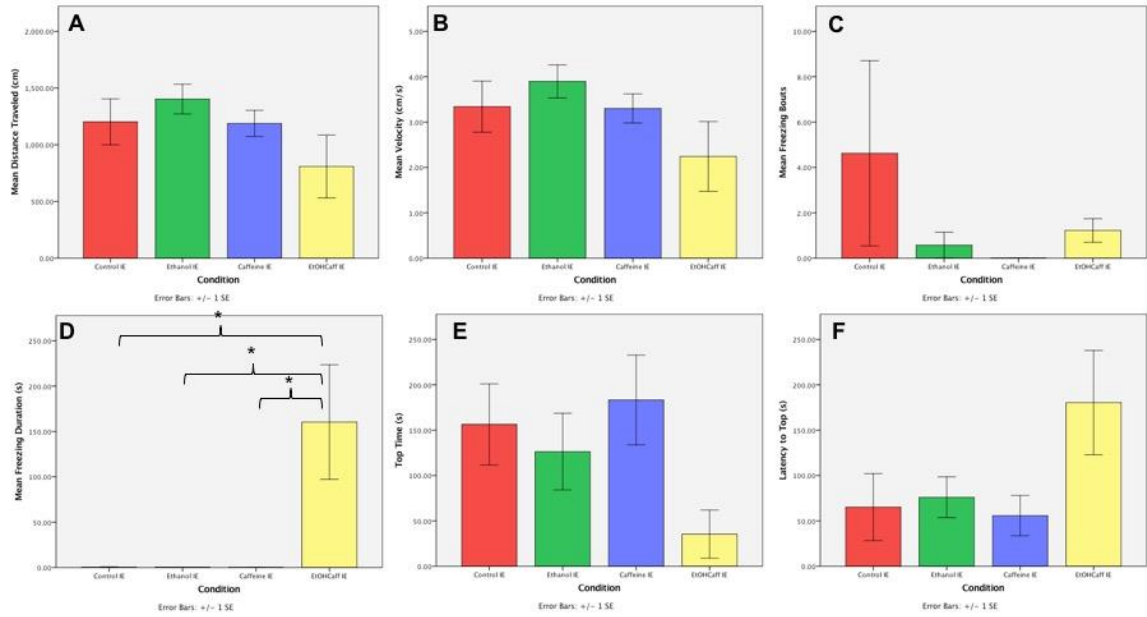 A
Mean Distance Traveled (cm)
2,000.00
1,500.00
1,000.00
500.00
0.00
Control IE Ethanol IE Caffeine IE EtOHCaff IE
Condition
Error Bars: +/- 1 SE
B
Mean Velocity (cm/s)
5.00
4.00
3.00
2.00
1.00
0.00
Control IE Ethanol IE Caffeine IE EtOHCaff IE
Condition
Error Bars: +/- 1 SE
C
Mean Freezing Bouts
10.00
8.00
6.00
4.00
2.00
0.00
Control IE Ethanol IE Caffeine IE EtOHCaff IE
Condition
Error Bars: +/- 1 SE
D
Mean Freezing Duration (s)
250.00
200.00
150.00
100.00
50.00
0.00
*
*
*
Control IE Ethanol IE Caffeine IE EtOHCaff IE
Condition
Error Bars: +/- 1 SE
E
Top Time (s)
250.00
200.00
150.00
100.00
50.00
0.00
Control IE Ethanol IE Caffeine IE EtOHCaff IE
Condition
Error Bars: +/- 1 SE
F
Latency to Top (s)
250.00
200.00
150.00
100.00
50.00
0.00
Control IE Ethanol IE Caffeine IE EtOHCaff IE
Condition
Error Bars: +/- 1 SE